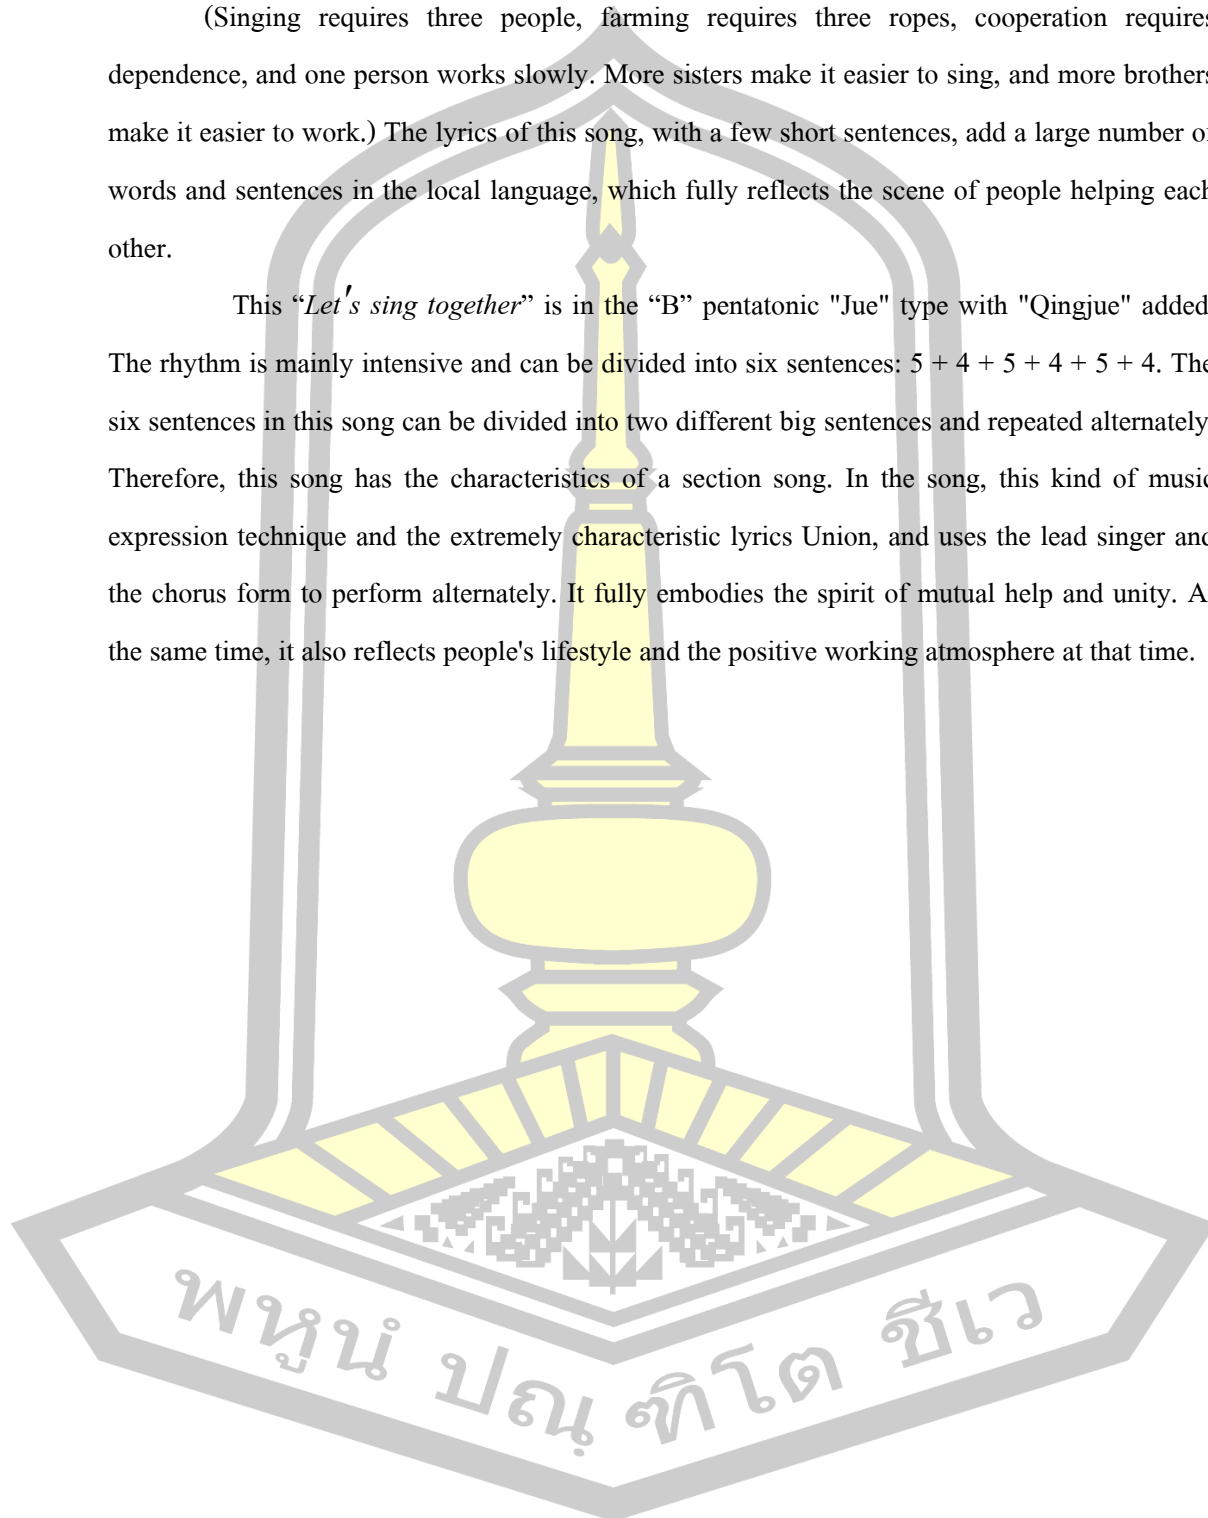 (Singing requires three people, farming requires three ropes, cooperation requires
dependence, and one person works slowly. More sisters make it easier to sing, and more brothers
make it easier to work.) The lyrics of this song, with a few short sentences, add a large number of
words and sentences in the local language, which fully reflects the scene of people helping each
other.
This “Let's sing together” is in the “B” pentatonic "Jue" type with "Qingjue" added
The rhythm is mainly intensive and can be divided into six sentences: 5 + 4 + 5 + 4 + 5 + 4. The
six sentences in this song can be divided into two different big sentences and repeated alternately
Therefore, this song has the characteristics of a section song. In the song, this kind of music
expression technique and the extremely characteristic lyrics Union, and uses the lead singer and
the chorus form to perform alternately. It fully embodies the spirit of mutual help and unity. A
the same time, it also reflects people's lifestyle and the positive working atmosphere at that time.
พหูนํ ปณฺฑิโต ชีเว